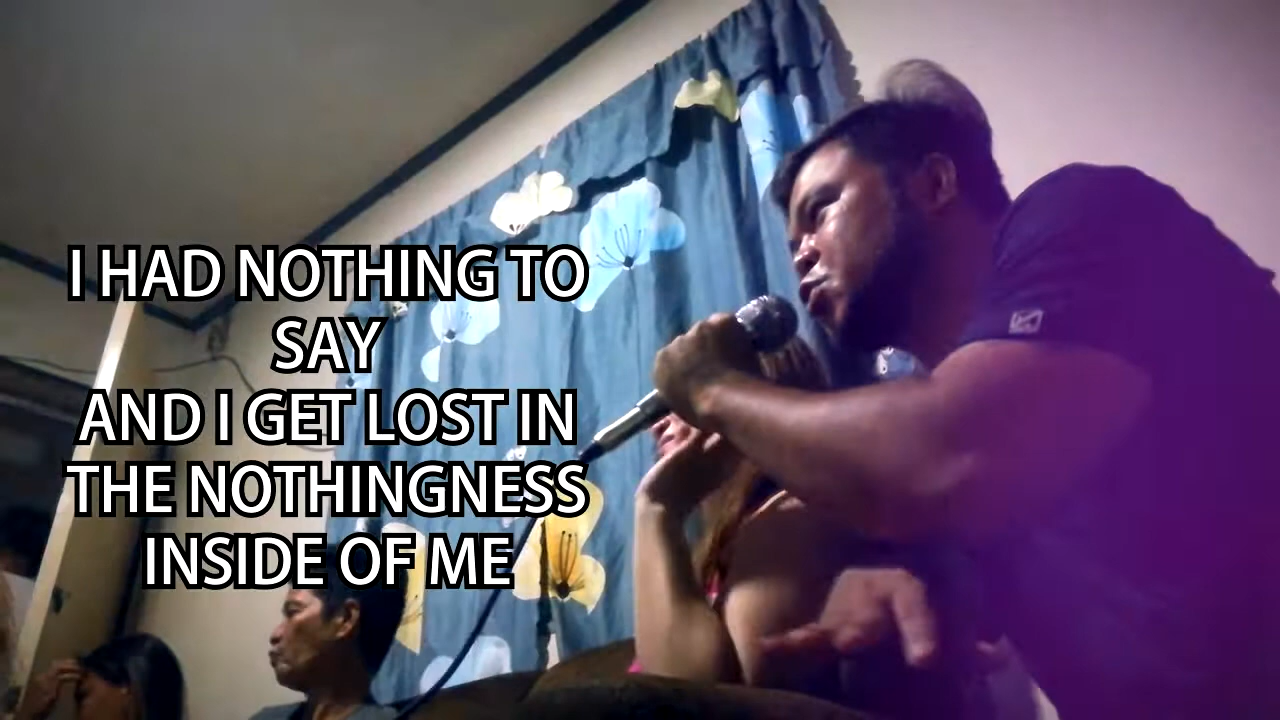 I HAD NOTHING TO
SAY
AND I GET LOST IN
THE NOTHINGNESS
INSIDE OF ME